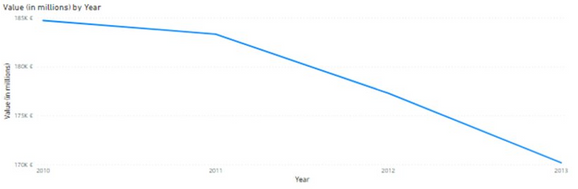 Value (in millions) by Year
185K €
180K €
175K €
170K €
Value (in millions)
2010
2011
2012
2013
Year